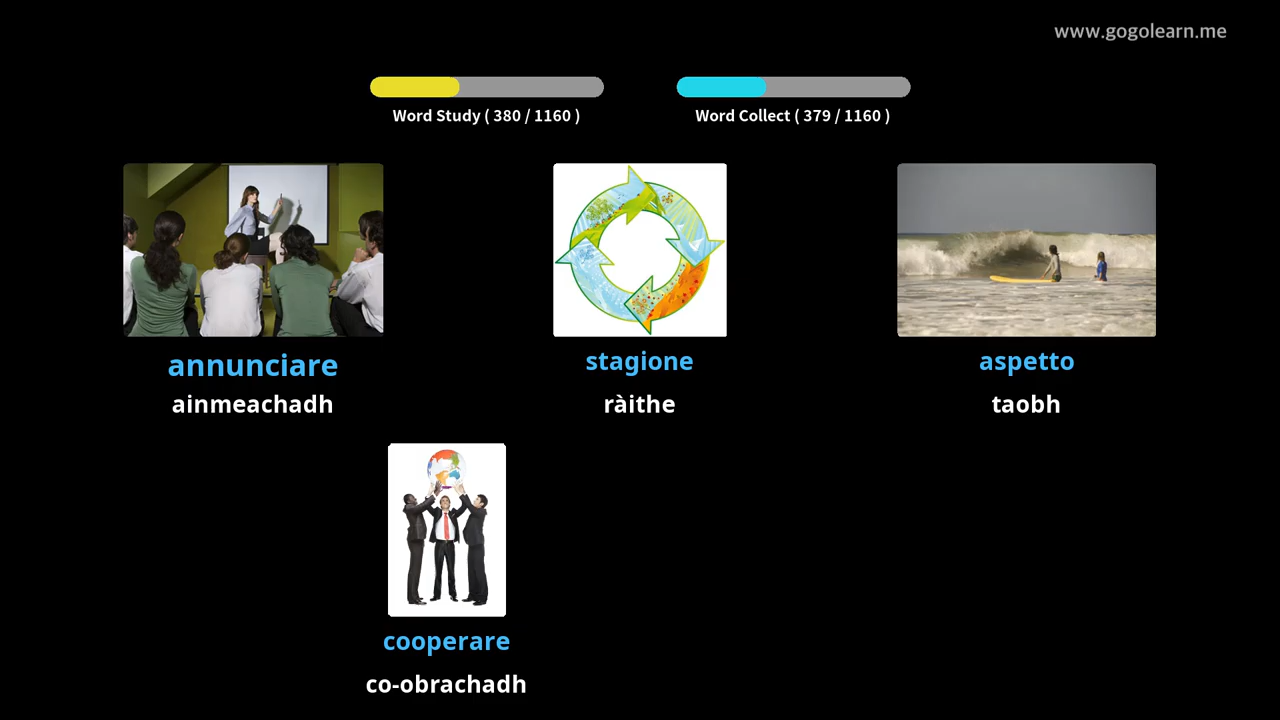 www.gogolearn.me
Word Study ( 380 / 1160 )
Word Collect ( 379 / 1160 )
annunciare
ainmeachadh
stagione
ràithe
aspetto
taobh
cooperare
co-obrachadh